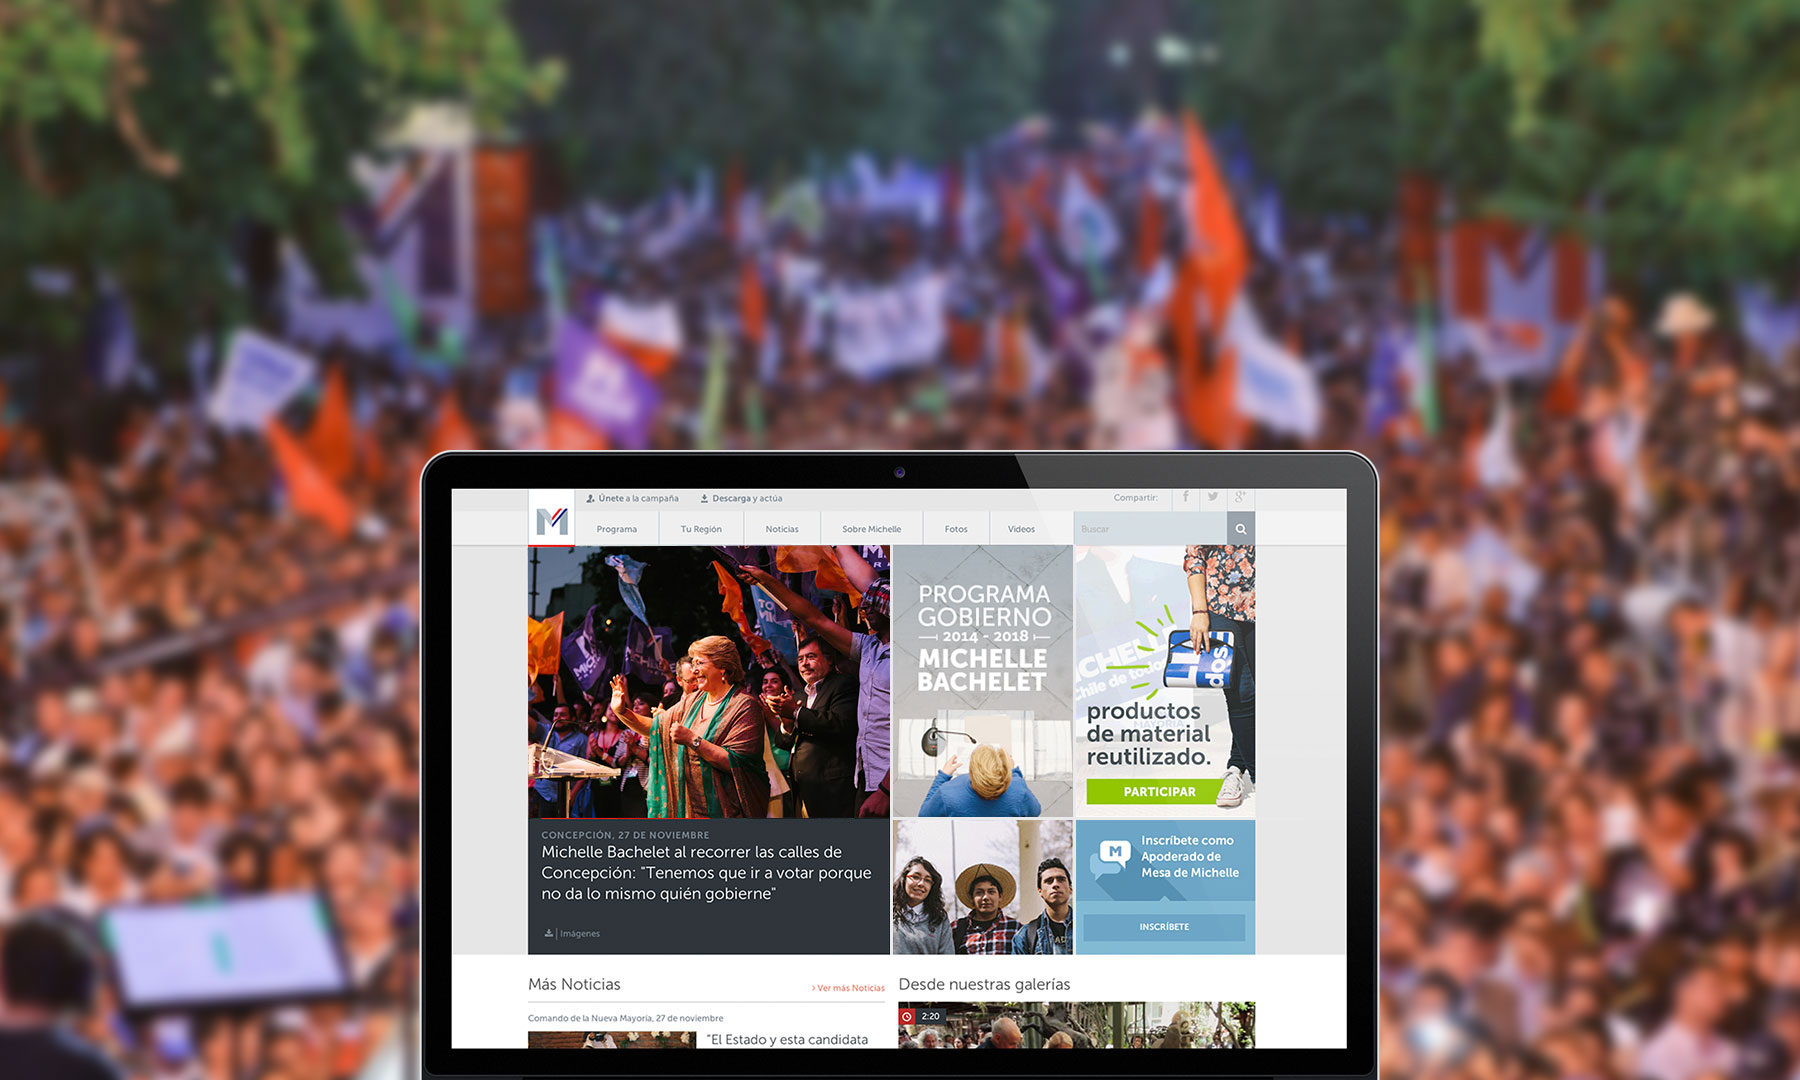 Únete a la campaña
Descarga y actúa
Compartir:
Programa
Tu Región
Noticias
Sobre Michelle
Fotos
Videos
Buscar
PROGRAMA
GOBIERNO
2014 - 2018
MICHELLE
BACHELET
productos
de material
reutilizado.
PARTICIPAR
CONCEPCIÓN, 27 DE NOVIEMBRE
Michelle Bachelet al recorrer las calles de
Concepción: "Tenemos que ir a votar porque
no da lo mismo quién gobierne"
Imágenes
M
Inscríbete como
Apoderado de
Mesa de Michelle
INSCRÍBETE
Más Noticias
> Ver más Noticias
Comando de la Nueva Mayoría, 27 de noviembre
"El Estado y esta candidata
Desde nuestras galerías
2:20